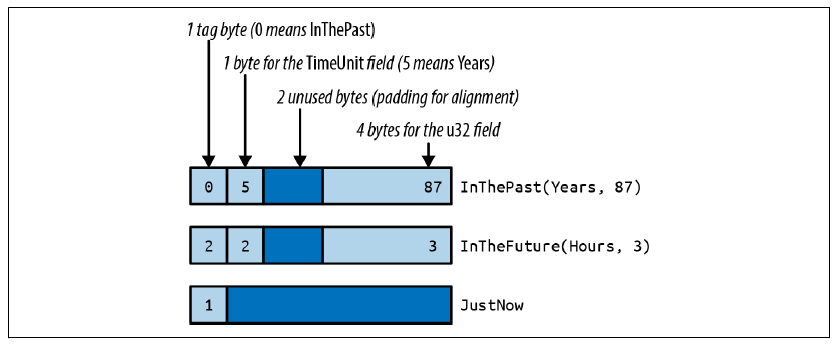 1 tag byte (0 means InThePast)
1 byte for the TimeUnit field (5 means Years)
2 unused bytes (padding for alignment)
4 bytes for the u32 field
0 5 87 InThePast(Years, 87)
2 2 3 InTheFuture(Hours, 3)
1 JustNow